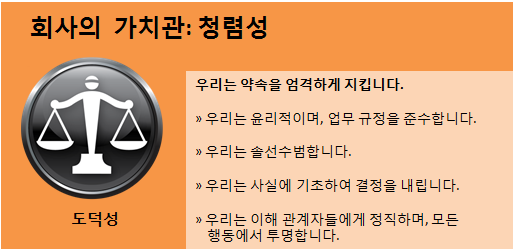 회사의 가치관: 청렴성
우리는 약속을 엄격하게 지킵니다.
» 우리는 윤리적이며, 업무 규정을 준수합니다.
» 우리는 솔선수범합니다.
» 우리는 사실에 기초하여 결정을 내립니다.
» 우리는 이해 관계자들에게 정직하며, 모든
행동에서 투명합니다.
도덕성